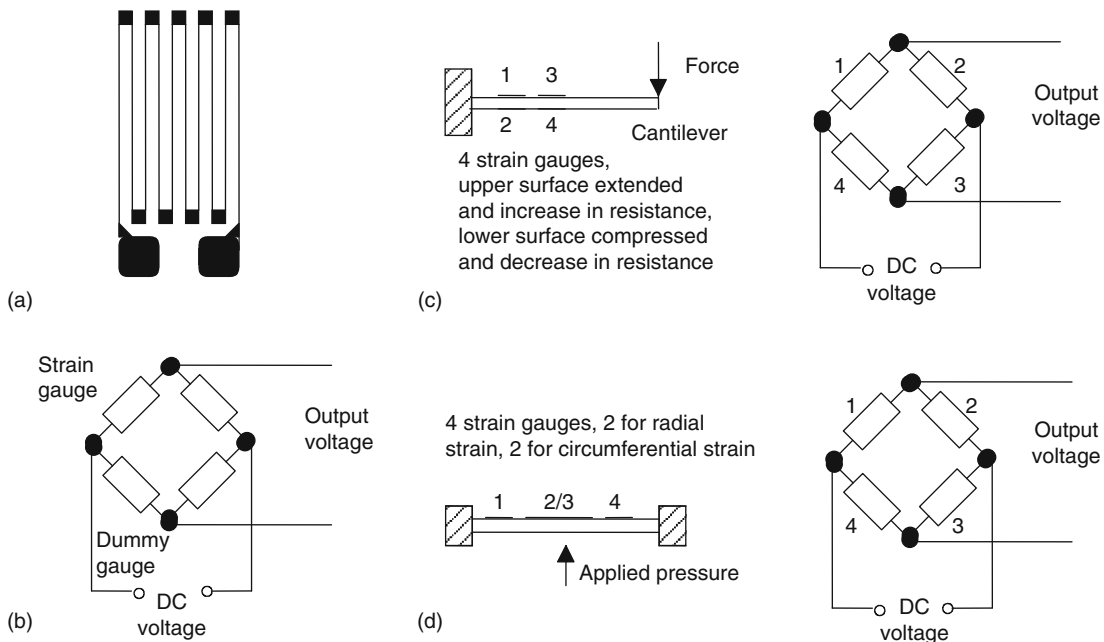 (a)
1 3
Force
2 4
Cantilever
4 strain gauges,
upper surface extended
and increase in resistance,
lower surface compressed
and decrease in resistance
(c)
1
2
Output
voltage
4
3
DC
voltage
Strain
gauge
Output
voltage
Dummy
gauge
DC
voltage
(b)
4 strain gauges, 2 for radial
strain, 2 for circumferential strain
1 2/3 4
Applied pressure
(d)
1
2
Output
voltage
4
3
DC
voltage